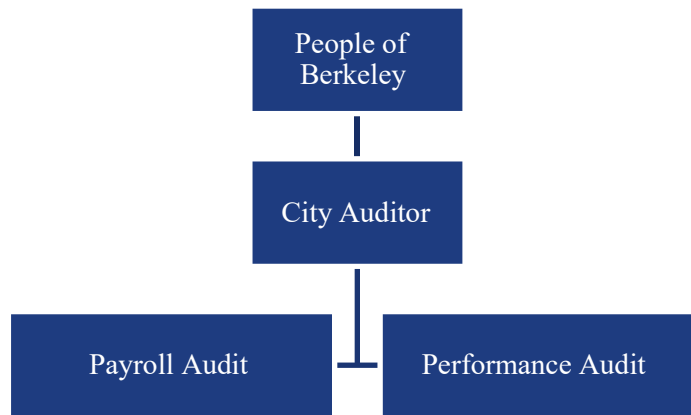 People of
Berkeley
City Auditor
Payroll Audit
Performance Audit